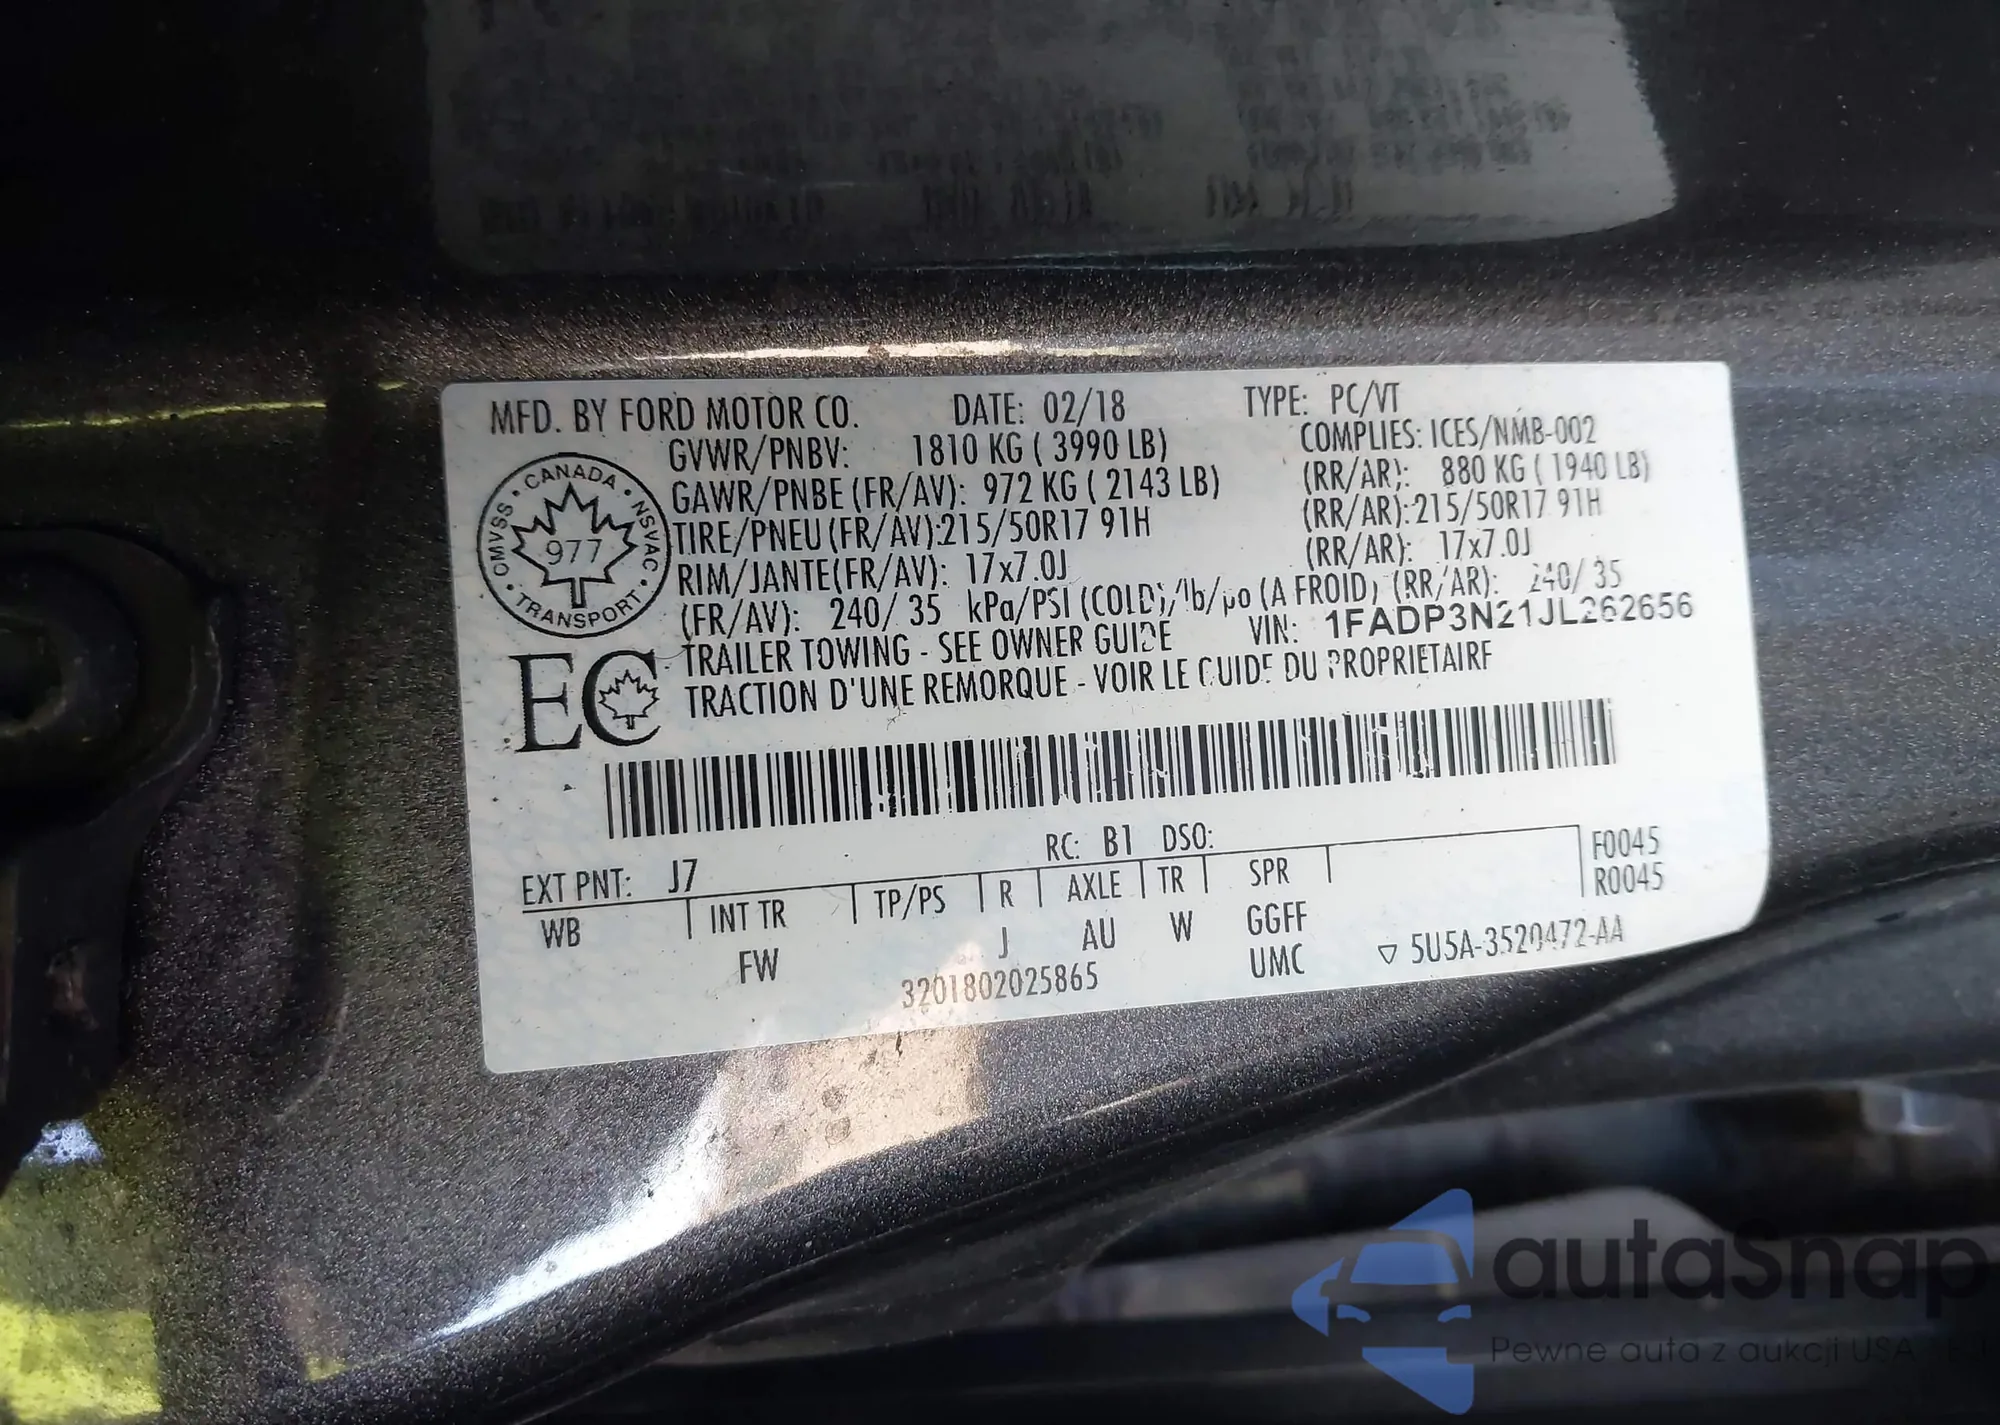 MFD. BY FORD MOTOR CO. DATE: 02/18 TYPE: PC/VT
GVWR/PNBV: 1810 KG ( 3990 LB) COMPLIES: ICES/NMB-002
GAWR/PNBE (FR/AV): 972 KG ( 2143 LB) (RR/AR): 880 KG ( 1940 LB)
TIRE/PNEU (FR/AV):215/50R17 91H (RR/AR):215/50R17 91H
RIM/JANTE(FR/AV): 17x7.0J (RR/AR): 17x7.0J
(FR/AV): 240/ 35 kPa/PSI (COLD)/lb/po (A FROID) (RR/AR): 240/ 35
TRAILER TOWING - SEE OWNER GUIDE VIN: 1FADP3N21JL262656
TRACTION D'UNE REMORQUE - VOIR LE GUIDE DU PROPRIETAIRE
CANADA · NSVAC · TRANSPORT · CMVSS ·
977
EC
RC: B1 DSO:
EXT PNT: J7 F0045
WB INT TR TP/PS R AXLE TR SPR R0045
FW J AU W GGFF
3201802025865 UMC ▽ 5U5A-3520472-AA
autaSnap
Pewne auta z aukcji USA